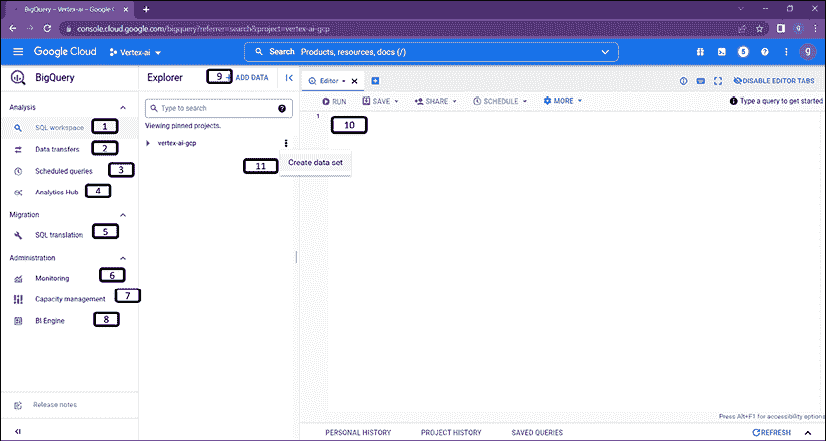 BigQuery – Vertex-ai – Google C
console.cloud.google.com/bigquery?referrer=search&project=vertex-ai-gcp
Google Cloud
Vertex-ai
Search Products, resources, docs (/)
5
g
BigQuery
Explorer
9
+ ADD DATA
Editor
DISABLE EDITOR TABS
Analysis
Type to search
RUN
SAVE
SHARE
SCHEDULE
MORE
Type a query to get started
SQL workspace
1
Viewing pinned projects.
1
10
Data transfers
2
vertex-ai-gcp
11
Create data set
Scheduled queries
3
Analytics Hub
4
Migration
SQL translation
5
Administration
Monitoring
6
Capacity management
7
BI Engine
8
Release notes
Press Alt+F1 for accessibility options
PERSONAL HISTORY
PROJECT HISTORY
SAVED QUERIES
REFRESH